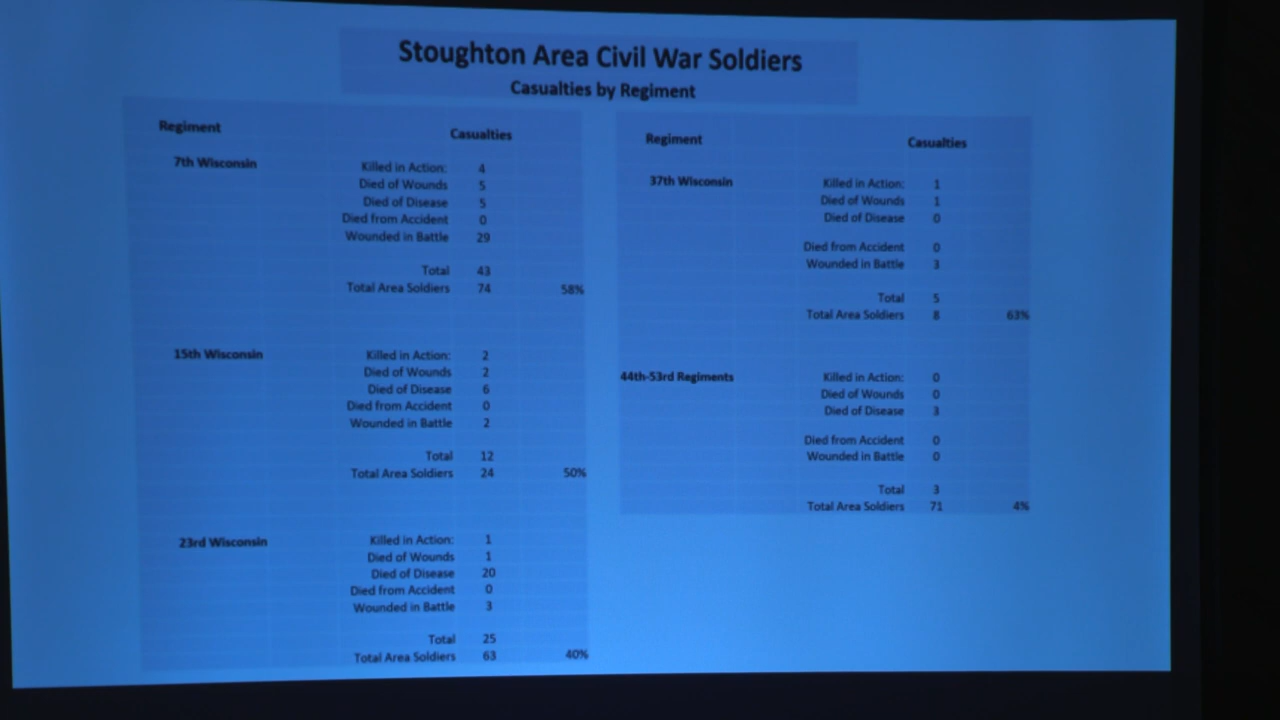 Stoughton Area Civil War Soldiers
Casualties by Regiment
Regiment Casualties
7th Wisconsin Killed in Action: 4
Died of Wounds 5
Died of Disease 5
Died from Accident 0
Wounded in Battle 29
Total 43
Total Area Soldiers 74 58%
15th Wisconsin Killed in Action: 2
Died of Wounds 2
Died of Disease 6
Died from Accident 0
Wounded in Battle 2
Total 12
Total Area Soldiers 24 50%
23rd Wisconsin Killed in Action: 1
Died of Wounds 1
Died of Disease 20
Died from Accident 0
Wounded in Battle 3
Total 25
Total Area Soldiers 63 40%
Regiment Casualties
37th Wisconsin Killed in Action: 1
Died of Wounds 1
Died of Disease 0
Died from Accident 0
Wounded in Battle 3
Total 5
Total Area Soldiers 8 63%
44th-53rd Regiments Killed in Action: 0
Died of Wounds 0
Died of Disease 3
Died from Accident 0
Wounded in Battle 0
Total 3
Total Area Soldiers 71 4%